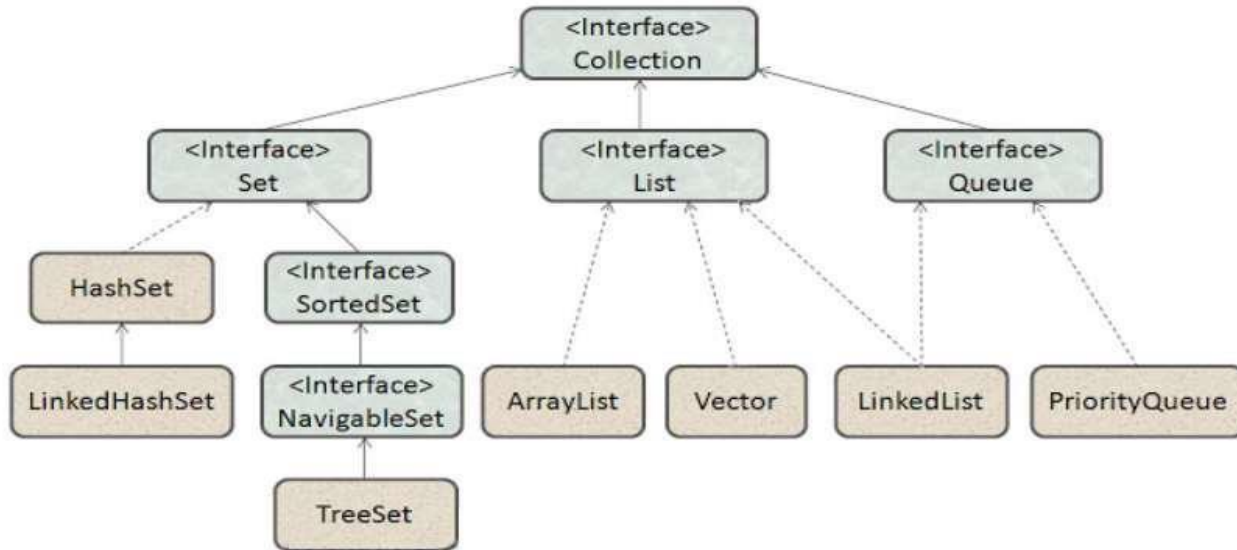 <Interface>
Collection
<Interface>
Set
<Interface>
List
<Interface>
Queue
HashSet
<Interface>
SortedSet
LinkedHashSet
<Interface>
NavigableSet
ArrayList
Vector
LinkedList
PriorityQueue
TreeSet